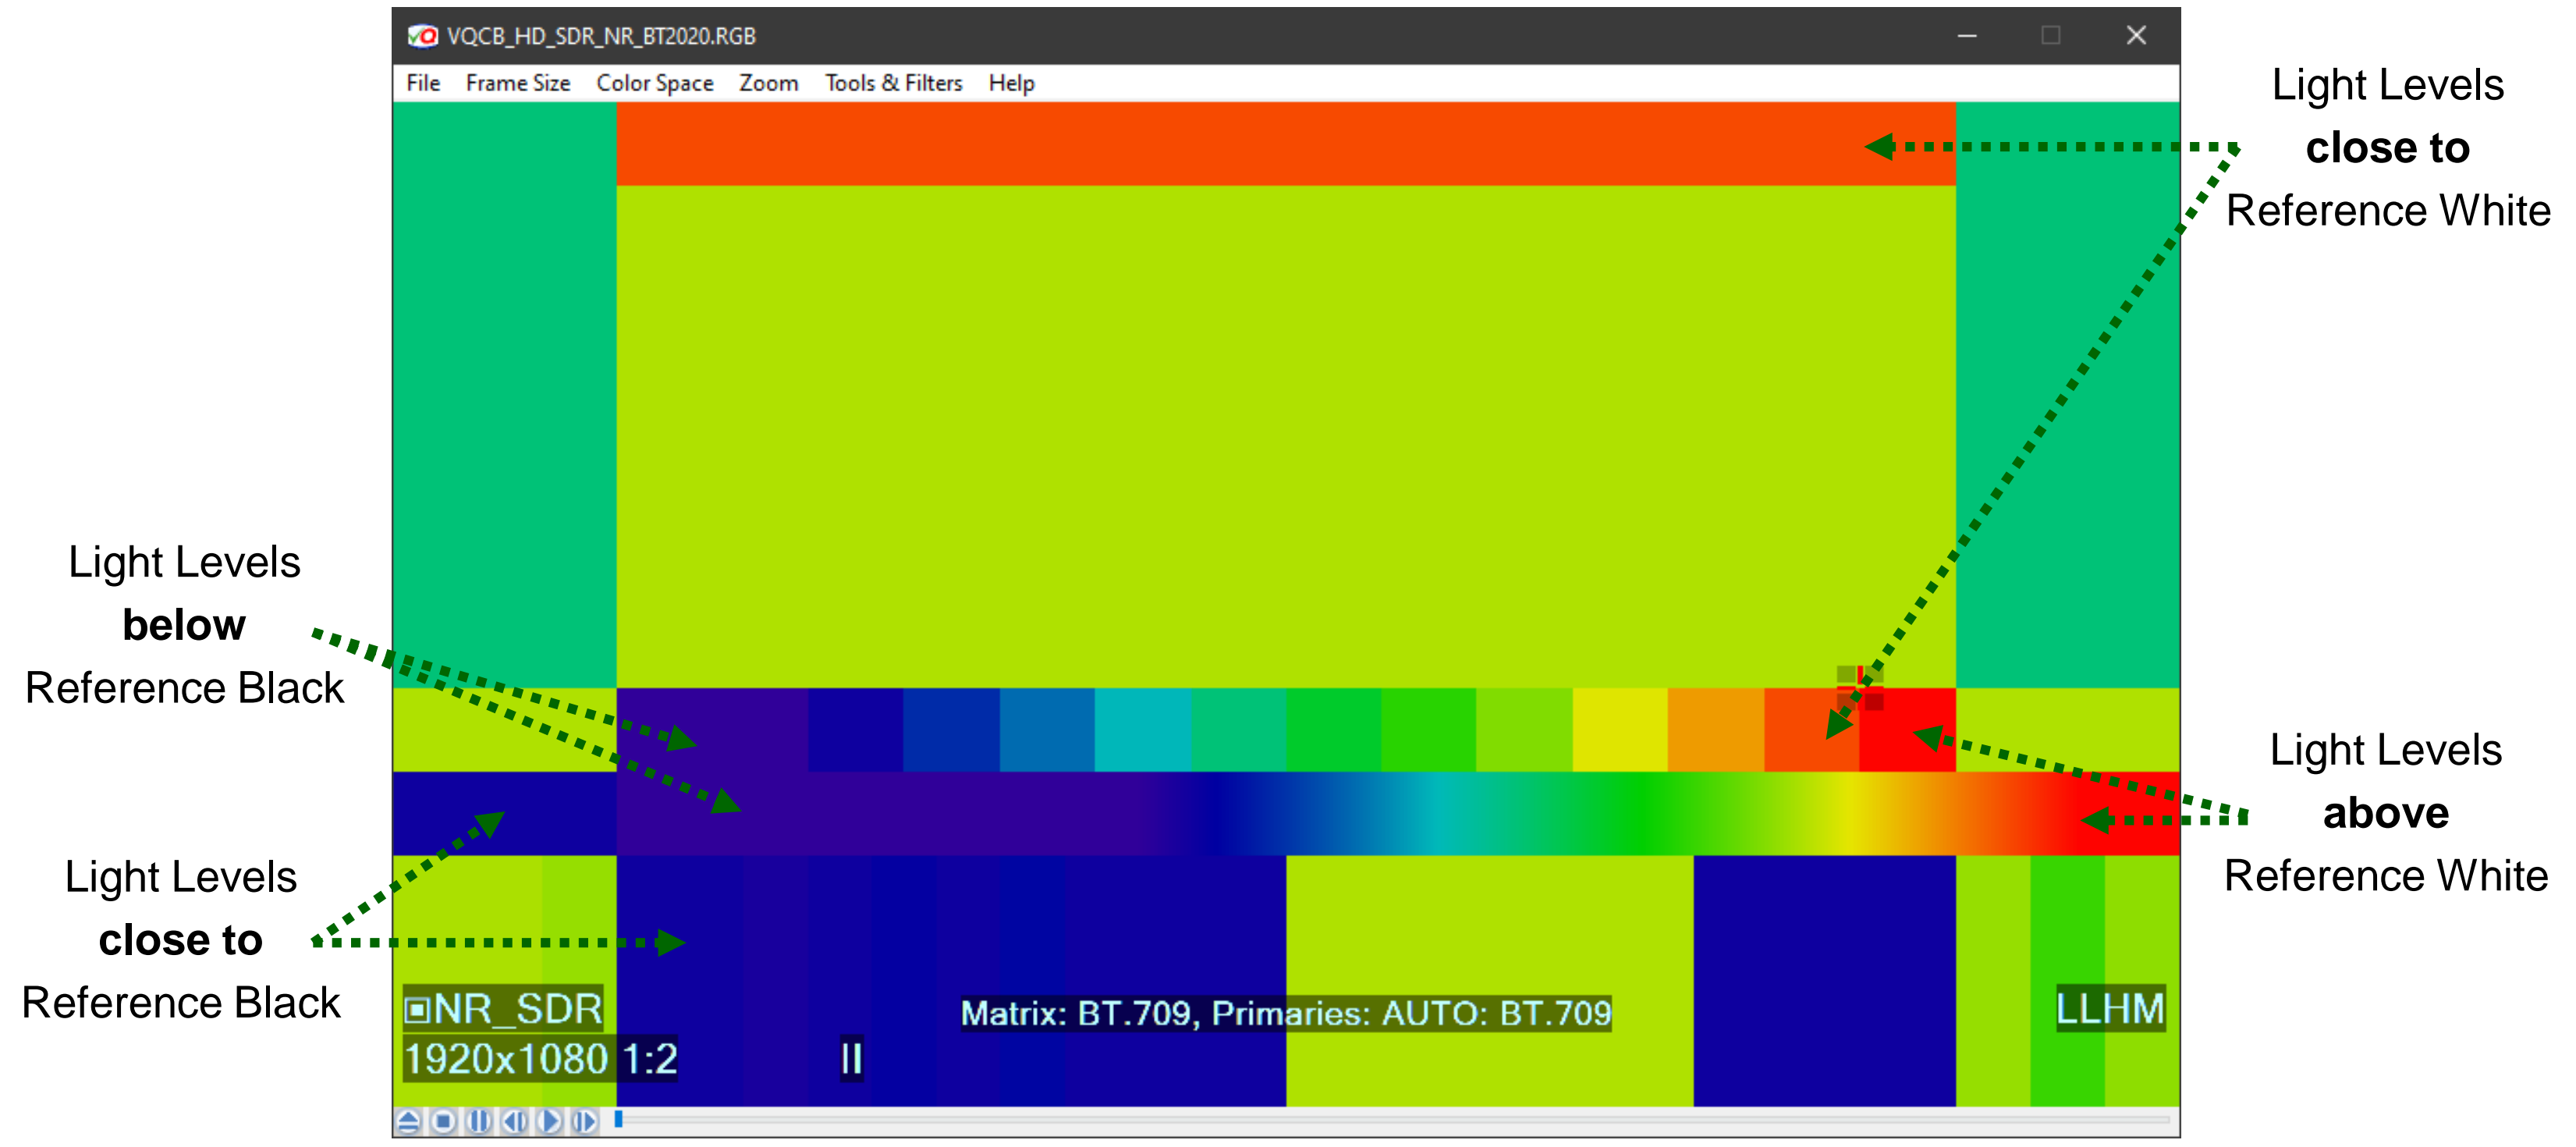 VQCB_HD_SDR_NR_BT2020.RGB
File Frame Size Color Space Zoom Tools & Filters Help
Light Levels
close to
Reference White
Light Levels
below
Reference Black
Light Levels
above
Reference White
Light Levels
close to
Reference Black
NR_SDR
Matrix: BT.709, Primaries: AUTO: BT.709
LLHM
1920x1080 1:2